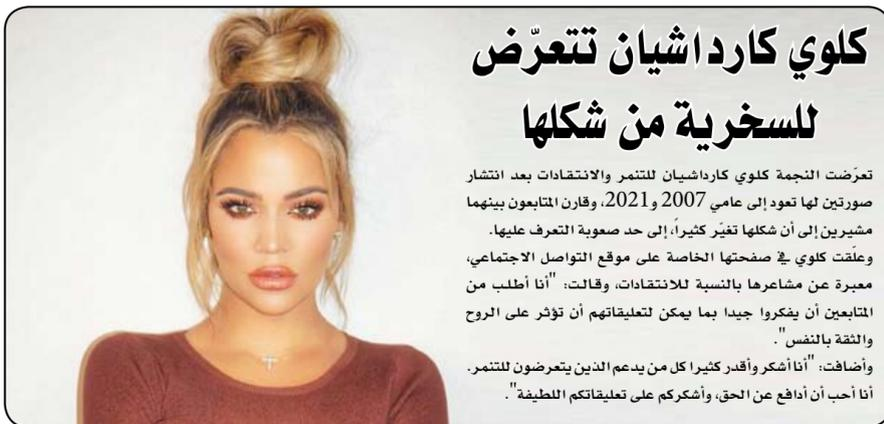 كلوي كارداشيان تتعرّض
للسخرية من شكلها
تعرّضت النجمة كلوي كارداشيان للتنمر والانتقادات بعد انتشار
صورتين لها تعود إلى عامي 2007 و2021، وقارن المتابعون بينهما
مشيرين إلى أن شكلها تغيّر كثيراً، إلى حد صعوبة التعرف عليها.
وعلّقت كلوي في صفحتها الخاصة على موقع التواصل الاجتماعي،
معبرة عن مشاعرها بالنسبة للانتقادات، وقالت: "أنا أطلب من
المتابعين أن يفكروا جيدا بما يمكن لتعليقاتهم أن تؤثر على الروح
والثقة بالنفس".
وأضافت: "أنا أشكر وأقدر كثيرا كل من يدعم الذين يتعرضون للتنمر.
أنا أحب أن أدافع عن الحق، وأشكركم على تعليقاتكم اللطيفة".